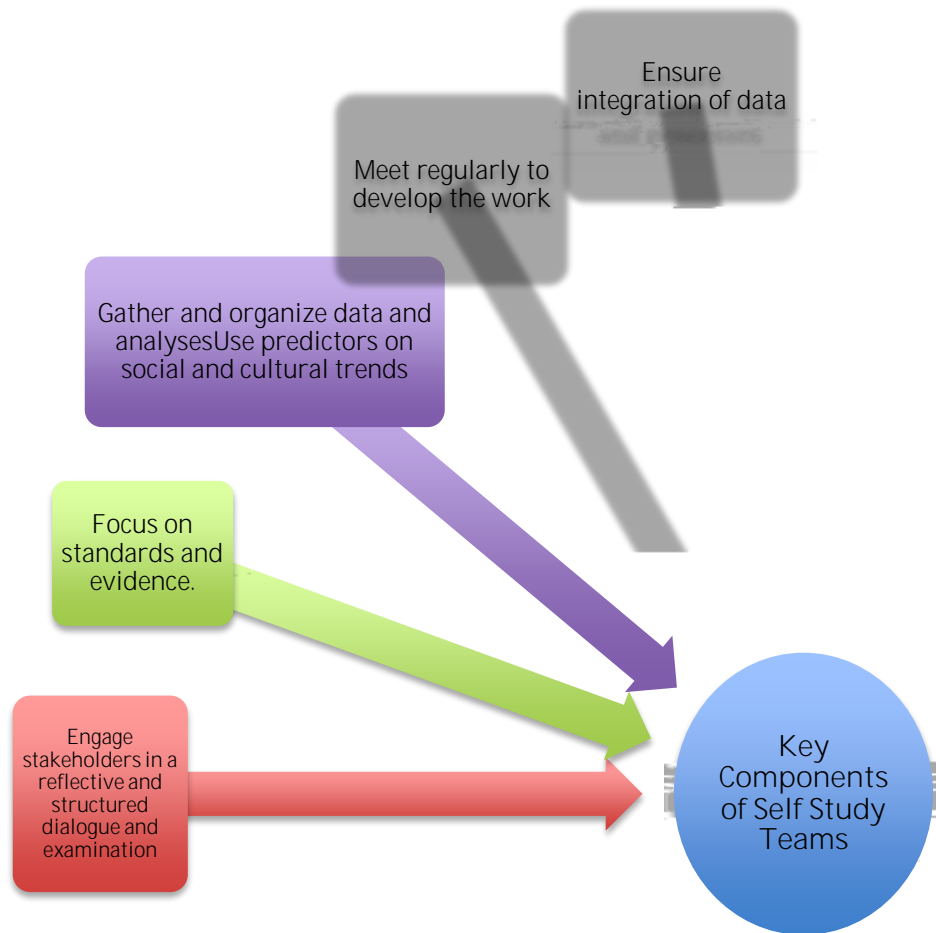 Ensure
integration of data
Meet regularly to
develop the work
Gather and organize data and
analysesUse predictors on
social and cultural trends
Focus on
standards and
evidence.
Engage
stakeholders in a
reflective and
structured
dialogue and
examination
Key
Components
of Self Study
Teams